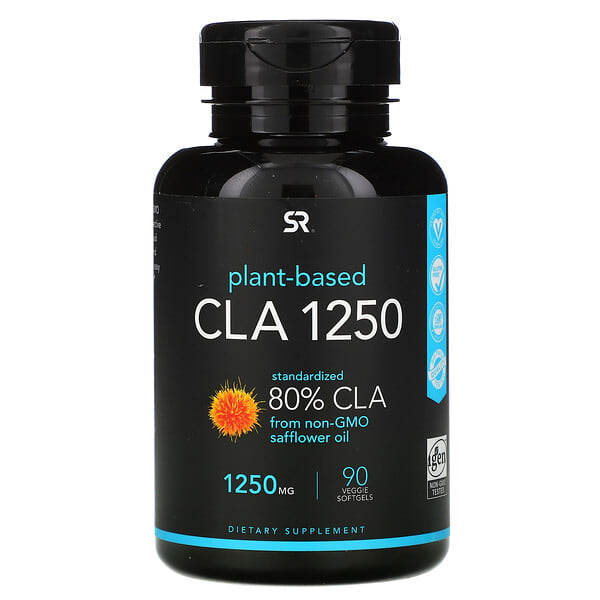 SR
plant-based
CLA 1250
standardized
80% CLA
from non-GMO
safflower oil
1250 MG
90
VEGGIE
SOFTGELS
DIETARY SUPPLEMENT
igen
NON-GMO
TESTED